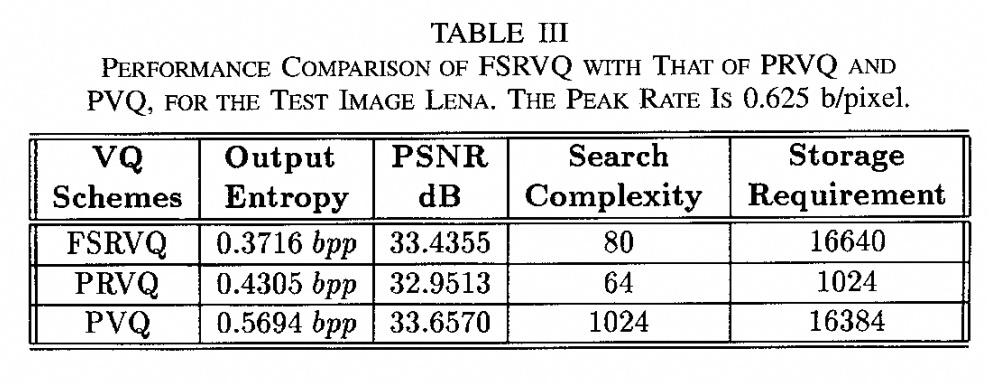 TABLE III
PERFORMANCE COMPARISON OF FSRVQ WITH THAT OF PRVQ AND
PVQ, FOR THE TEST IMAGE LENA. THE PEAK RATE IS 0.625 b/pixel.
VQ Schemes Output Entropy PSNR dB Search Complexity Storage Requirement
FSRVQ 0.3716 bpp 33.4355 80 16640
PRVQ 0.4305 bpp 32.9513 64 1024
PVQ 0.5694 bpp 33.6570 1024 16384